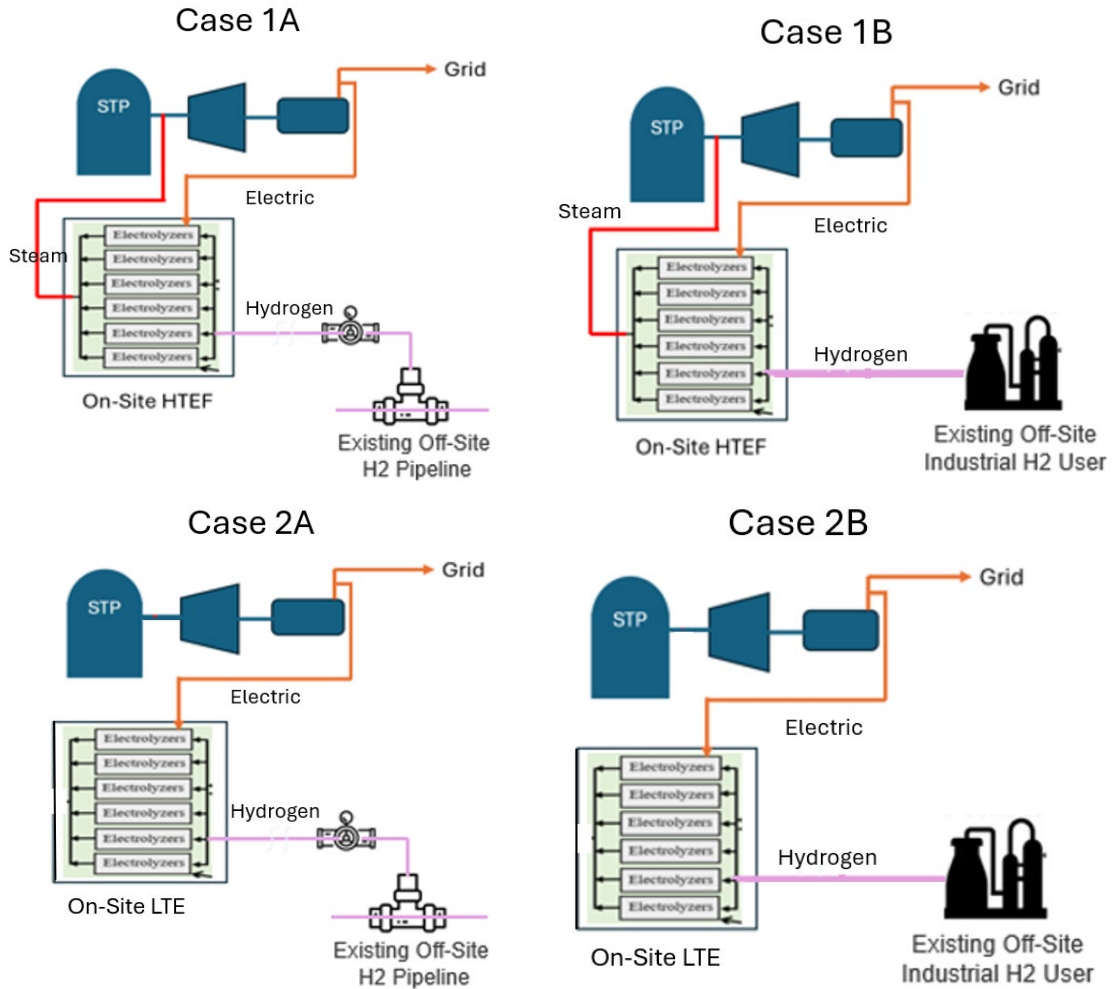 Case 1A
STP
Grid
Electric
Steam
Electrolyzers
Electrolyzers
Electrolyzers
Electrolyzers
Electrolyzers
Electrolyzers
Hydrogen
On-Site HTEF
Existing Off-Site
H2 Pipeline
Case 1B
STP
Grid
Electric
Steam
Electrolyzers
Electrolyzers
Electrolyzers
Electrolyzers
Electrolyzers
Electrolyzers
Hydrogen
On-Site HTEF
Existing Off-Site
Industrial H2 User
Case 2A
STP
Grid
Electric
Electrolyzers
Electrolyzers
Electrolyzers
Electrolyzers
Electrolyzers
Electrolyzers
Hydrogen
On-Site LTE
Existing Off-Site
H2 Pipeline
Case 2B
STP
Grid
Electric
Electrolyzers
Electrolyzers
Electrolyzers
Electrolyzers
Electrolyzers
Electrolyzers
Hydrogen
On-Site LTE
Existing Off-Site
Industrial H2 User